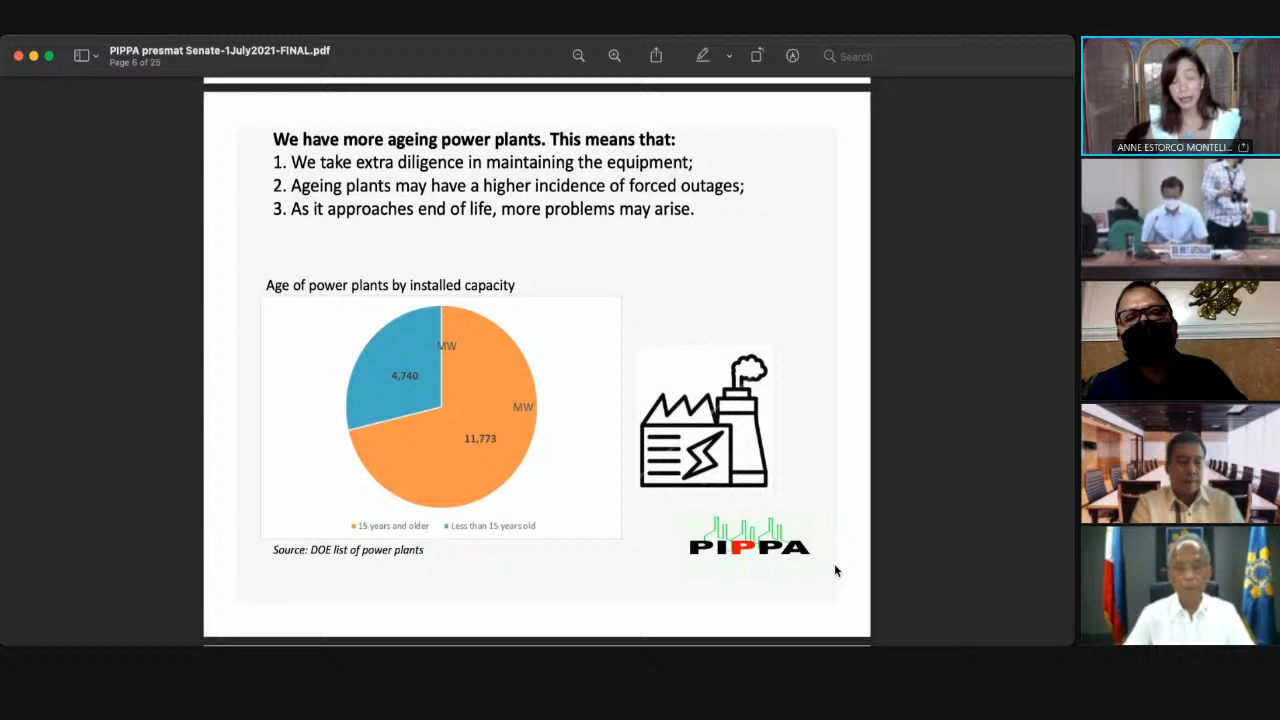 PIPPA presmat Senate-1July2021-FINAL.pdf
Page 6 of 25
Search
We have more ageing power plants. This means that:
1. We take extra diligence in maintaining the equipment;
2. Ageing plants may have a higher incidence of forced outages;
3. As it approaches end of life, more problems may arise.
Age of power plants by installed capacity
MW
4,740
MW
11,773
15 years and older
Less than 15 years old
Source: DOE list of power plants
PIPPA
ANNE ESTORCO MONTELI...